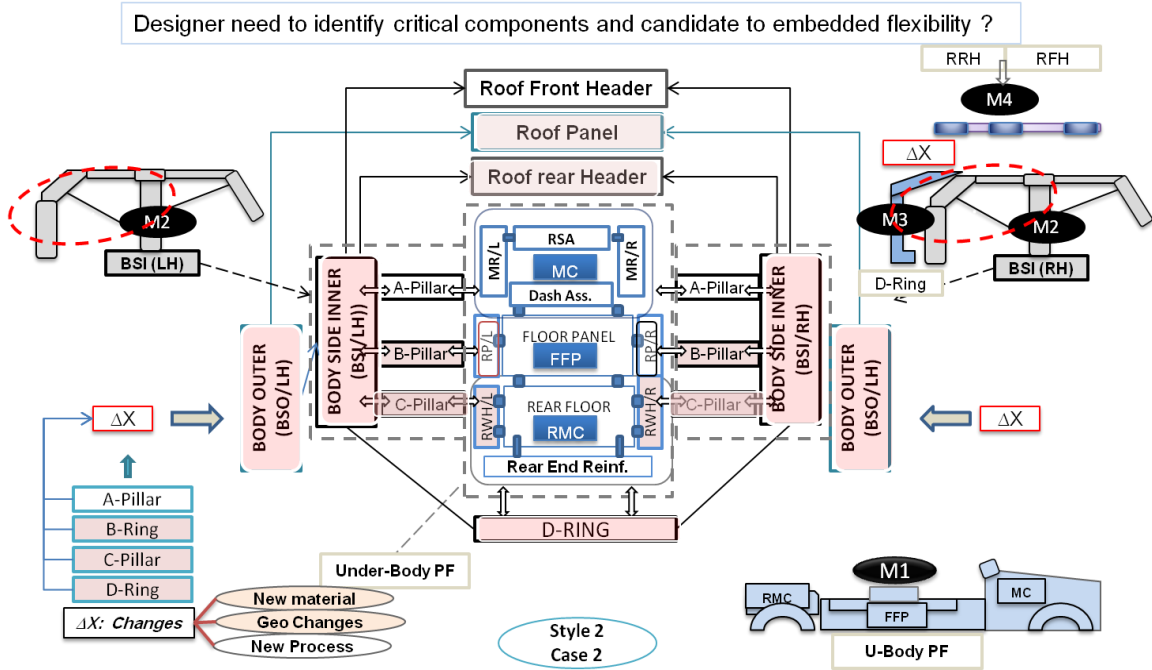 Designer need to identify critical components and candidate to embedded flexibility ?
RRH
RFH
M4
Roof Front Header
Roof Panel
Roof rear Header
ΔX
M2
BSI (LH)
M3
M2
BSI (RH)
D-Ring
RSA
MR/L
MC
MR/R
Dash Ass.
A-Pillar
A-Pillar
BODY SIDE INNER
(BSI/LH))
BODY SIDE INNER
(BSI/RH)
FLOOR PANEL
RP/L
FFP
RP/R
B-Pillar
B-Pillar
BODY OUTER
(BSO/LH)
BODY OUTER
(BSO/LH)
REAR FLOOR
RWH/L
RMC
RWH/R
C-Pillar
C-Pillar
Rear End Reinf.
ΔX
ΔX
A-Pillar
B-Ring
C-Pillar
D-Ring
D-RING
Under-Body PF
ΔX: Changes
New material
Geo Changes
New Process
Style 2
Case 2
M1
RMC
MC
FFP
U-Body PF